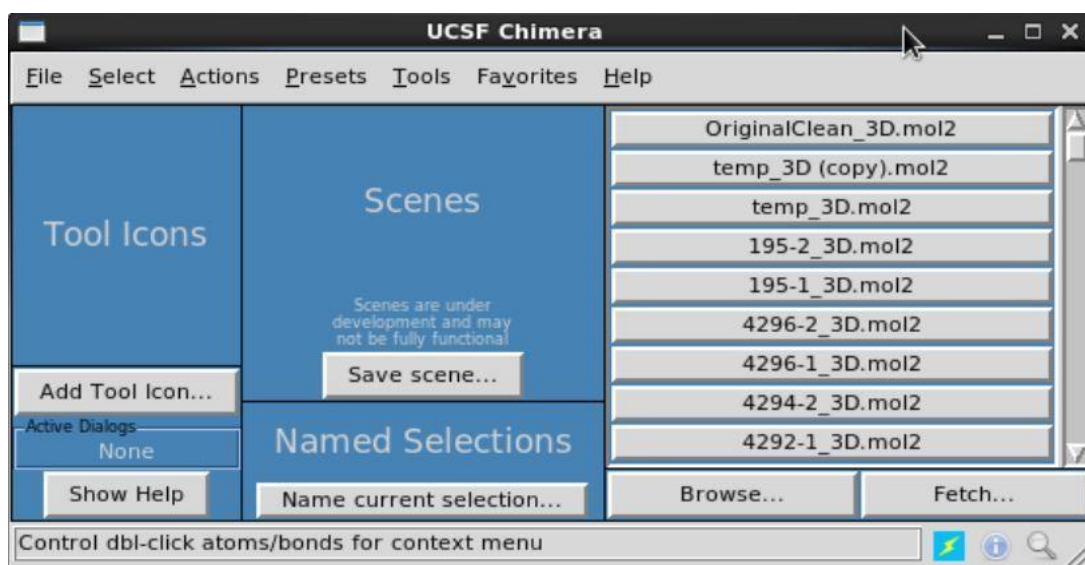 UCSF Chimera
File Select Actions Presets Tools Favorites Help
Tool Icons
Add Tool Icon...
Active Dialogs
None
Show Help
Scenes
Scenes are under
development and may
not be fully functional
Save scene...
Named Selections
Name current selection...
OriginalClean_3D.mol2
temp_3D (copy).mol2
temp_3D.mol2
195-2_3D.mol2
195-1_3D.mol2
4296-2_3D.mol2
4296-1_3D.mol2
4294-2_3D.mol2
4292-1_3D.mol2
Browse... Fetch...
Control dbl-click atoms/bonds for context menu